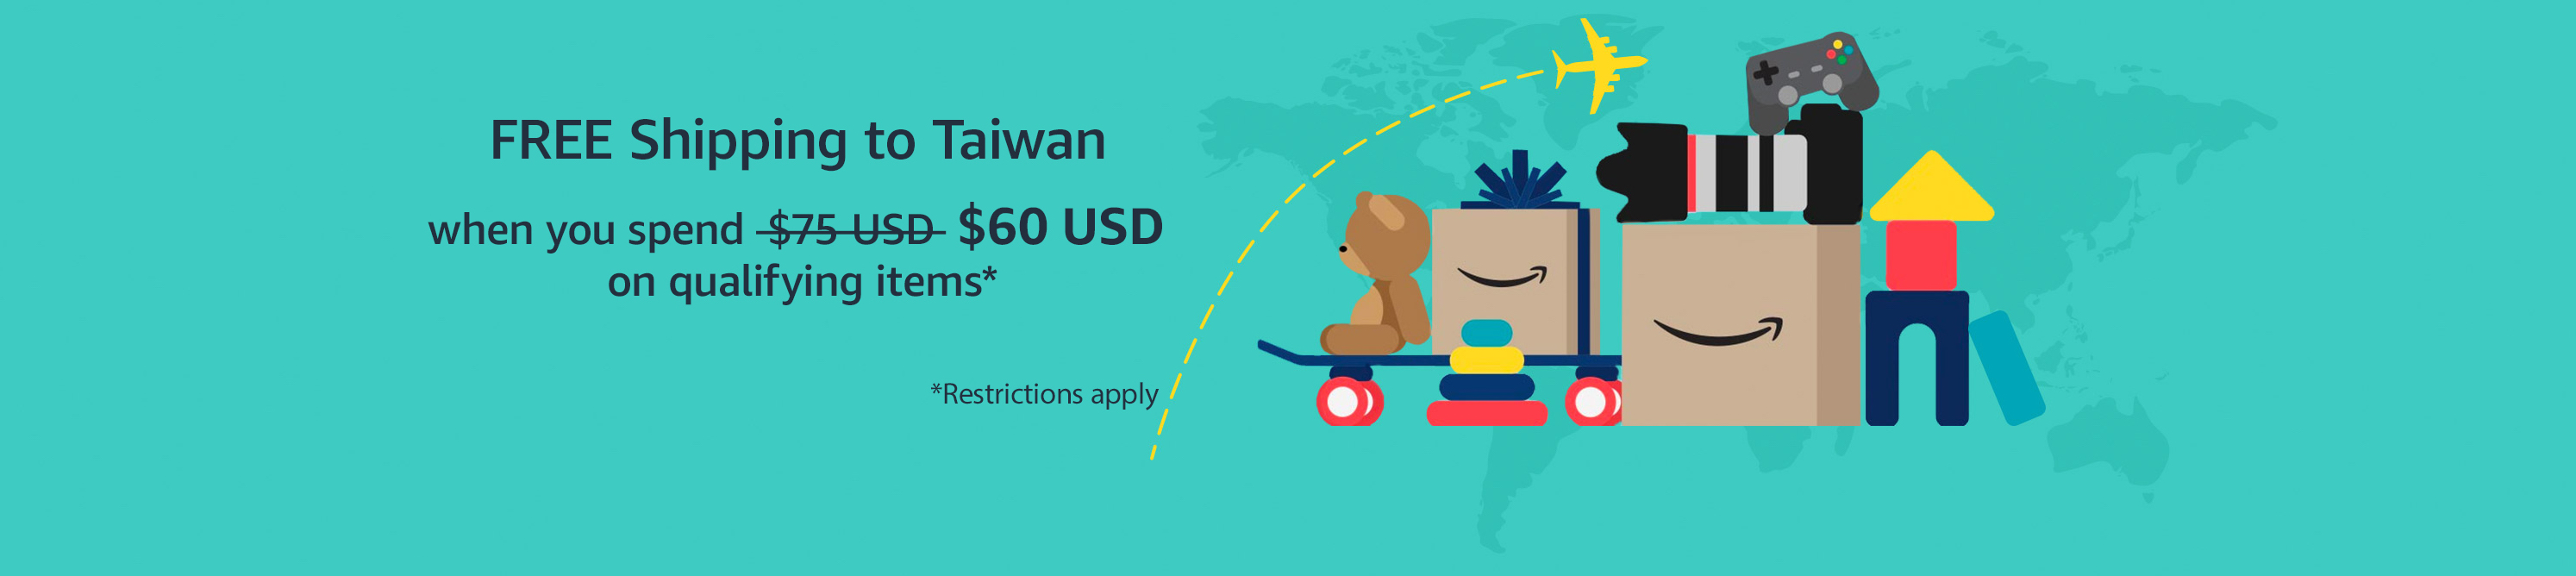 FREE Shipping to Taiwan
when you spend $75 USD $60 USD
on qualifying items*
*Restrictions apply